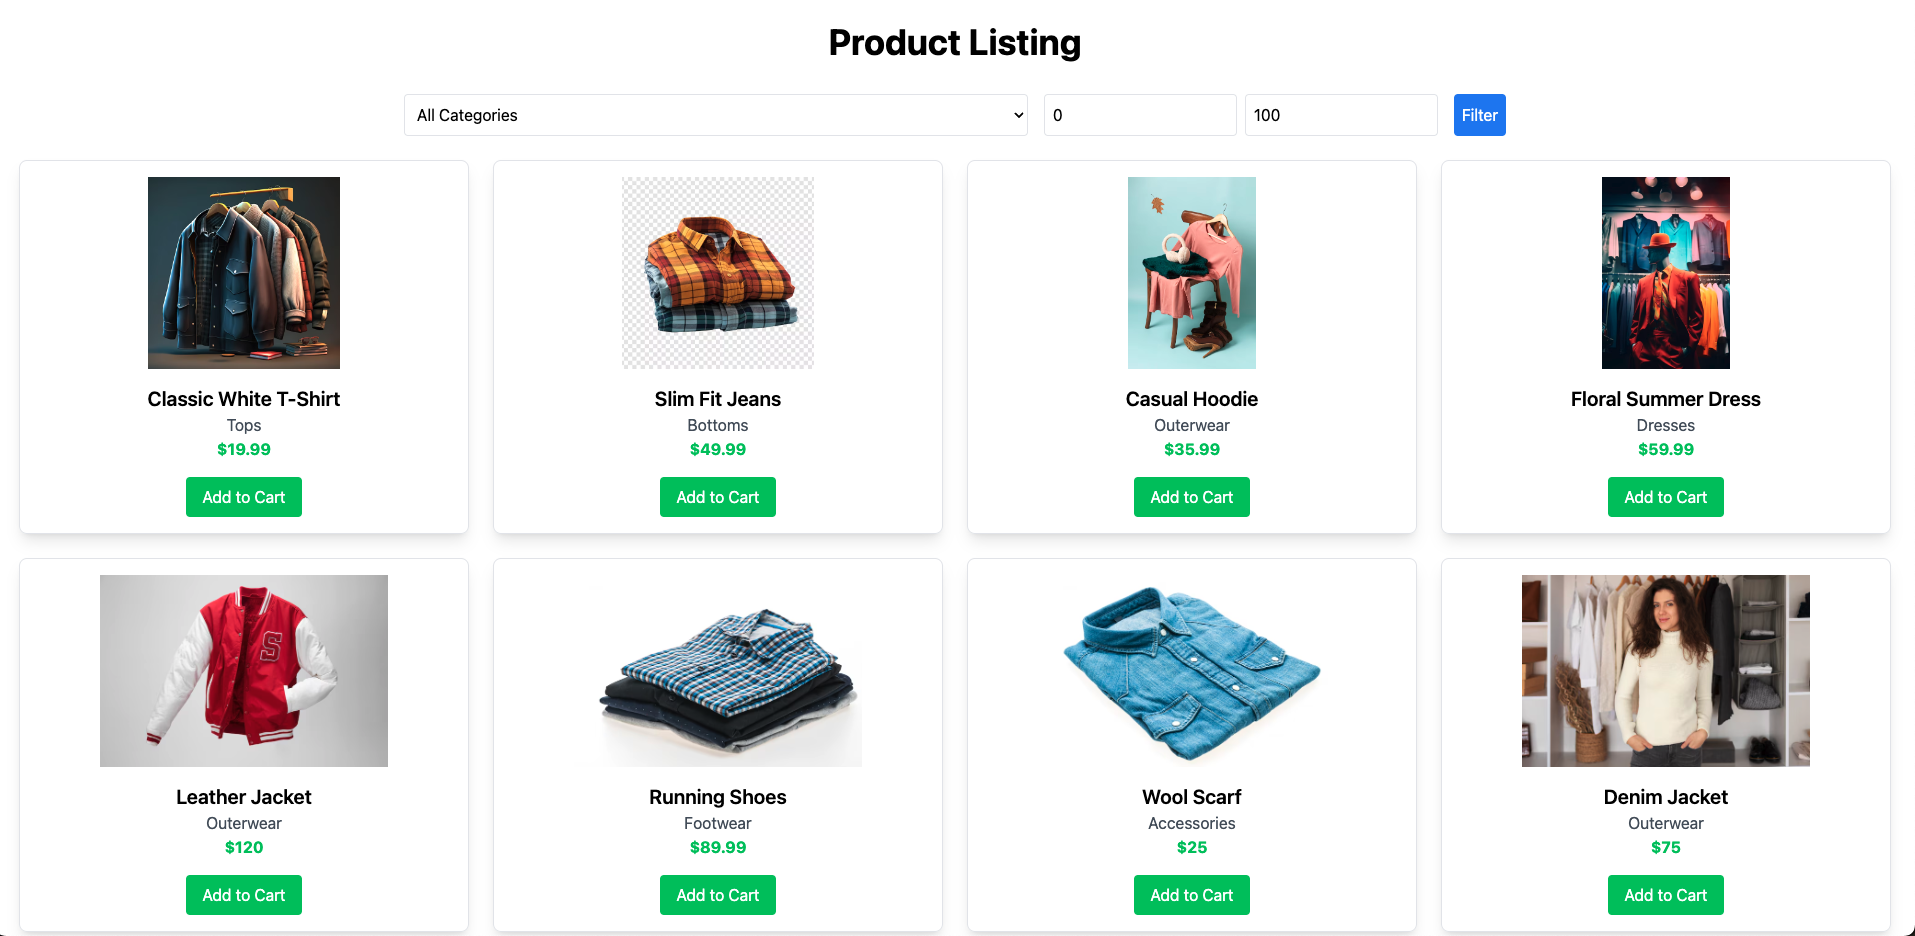 Product Listing
All Categories
0
100
Filter
Classic White T-Shirt
Tops
$19.99
Add to Cart
Slim Fit Jeans
Bottoms
$49.99
Add to Cart
Casual Hoodie
Outerwear
$35.99
Add to Cart
Floral Summer Dress
Dresses
$59.99
Add to Cart
S
Leather Jacket
Outerwear
$120
Add to Cart
Running Shoes
Footwear
$89.99
Add to Cart
Wool Scarf
Accessories
$25
Add to Cart
Denim Jacket
Outerwear
$75
Add to Cart